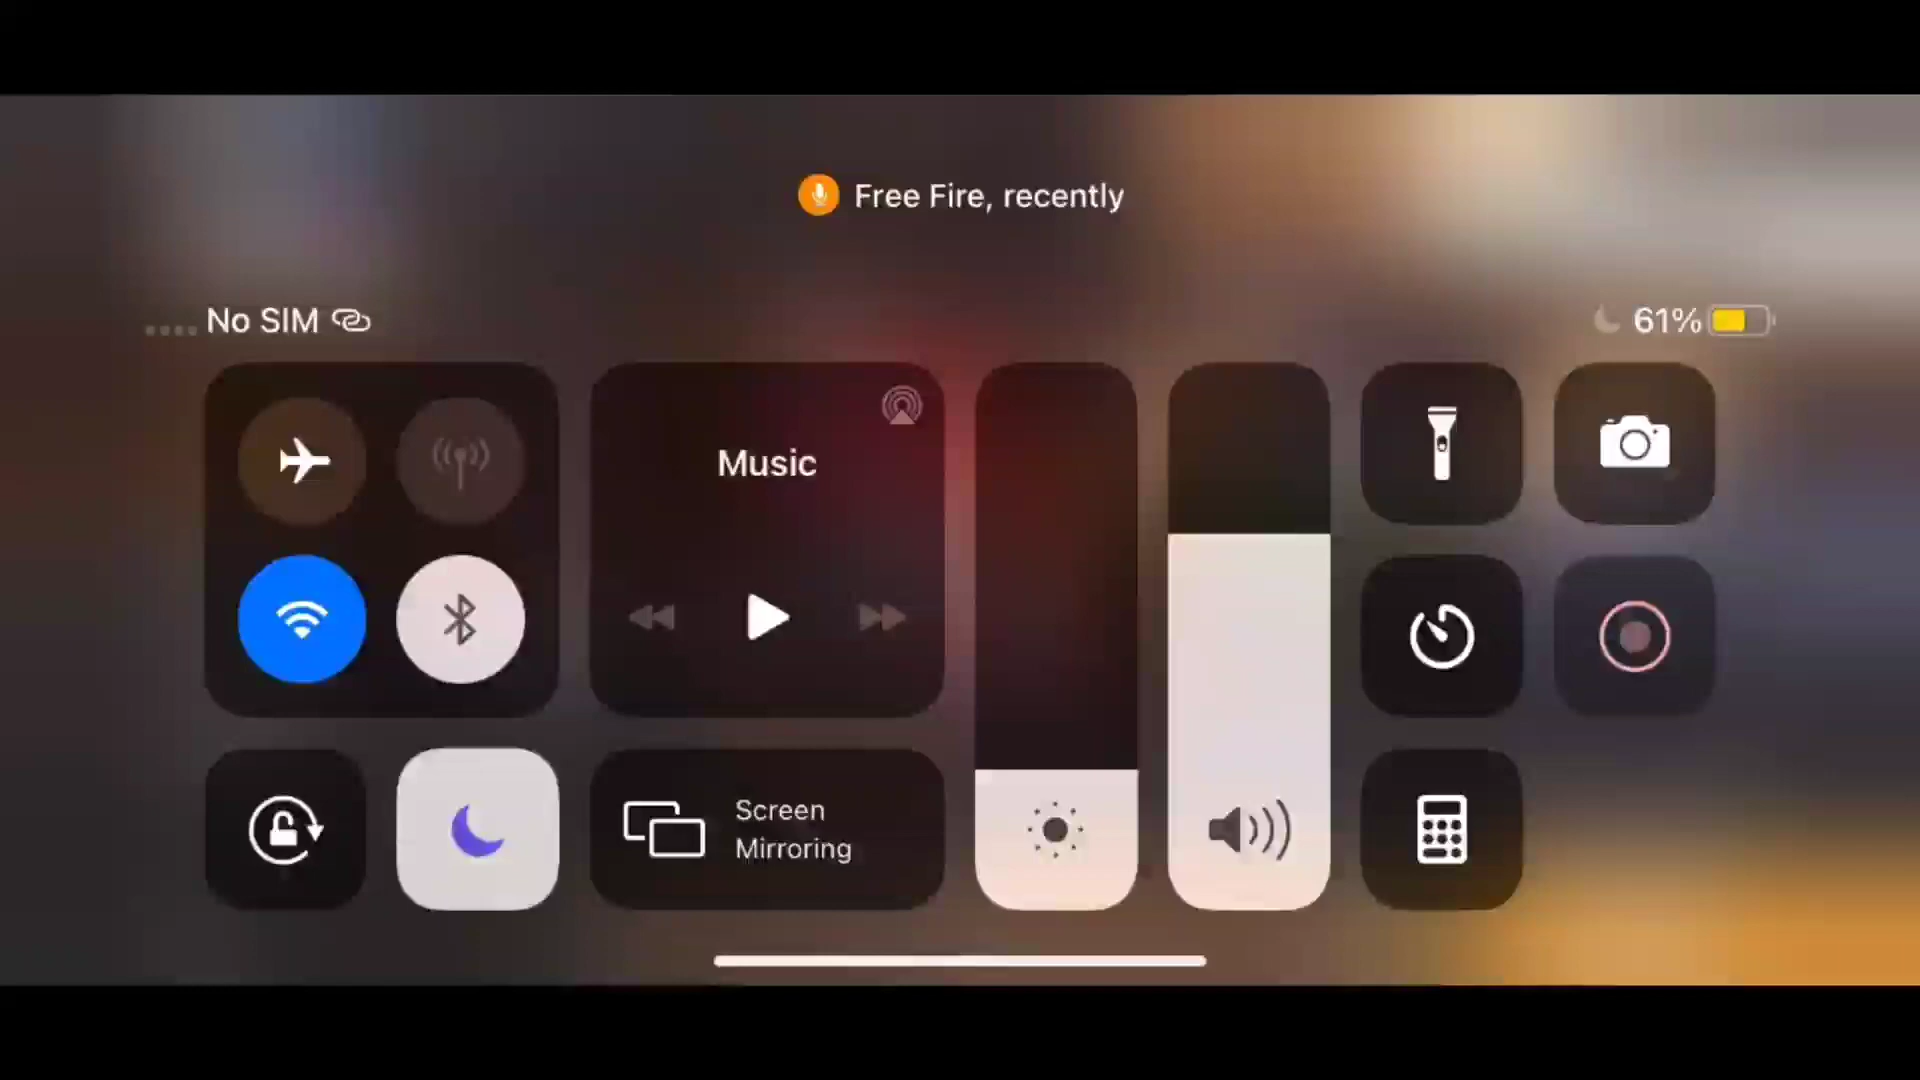 Free Fire, recently
No SIM
61%
Music
Screen
Mirroring